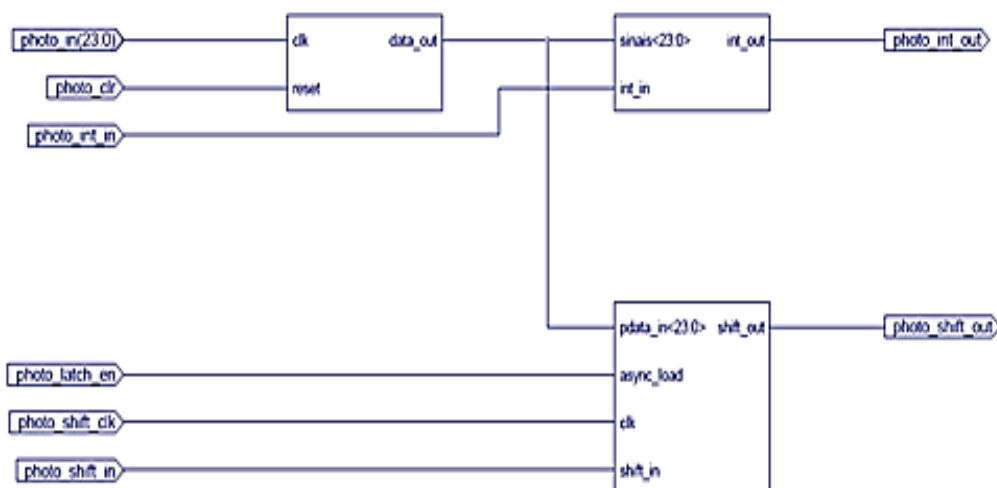 photo_in(23:0) clk data_out sinais<23:0> int_out photo_int_out
photo_clr reset int_in
photo_int_in
pdata_in<23:0> shift_out photo_shift_out
photo_latch_en async_load
photo_shift_clk clk
photo_shift_in shift_in